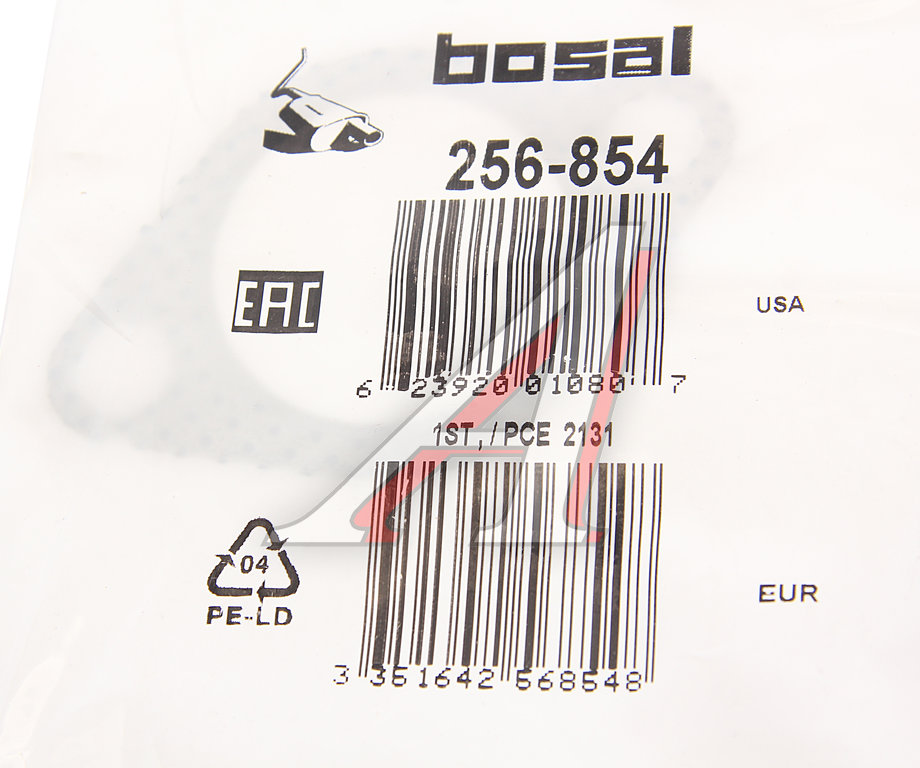 bosal
256-854
EAC
USA
6 23920 01080 7
1ST,/PCE 2131
04
PE-LD
EUR
3 351642 568548